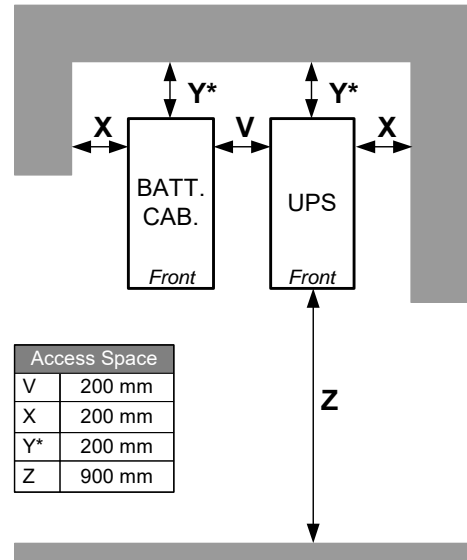 Y* Y*
X V X
BATT. CAB. UPS
Front Front
Z
Access Space
V 200 mm
X 200 mm
Y* 200 mm
Z 900 mm